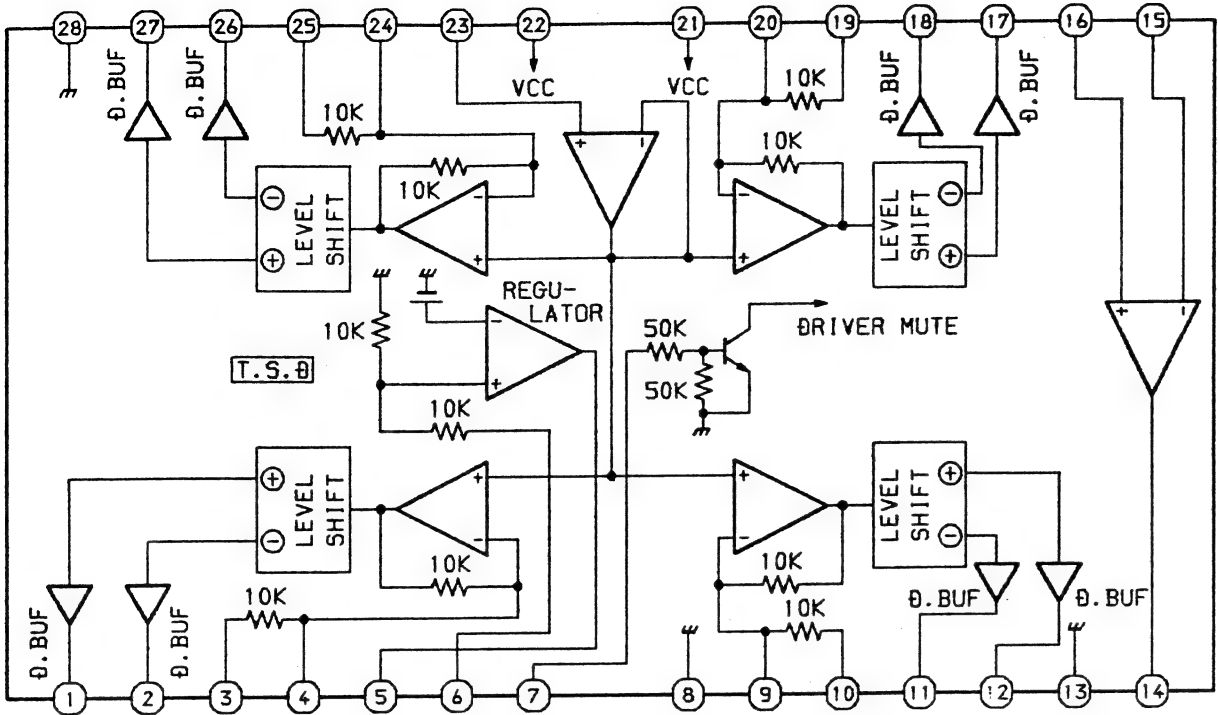 28 27 26 25 24 23 22 21 20 19 18 17 16 15
D.BUF
D.BUF
VCC
VCC
D.BUF
D.BUF
10K
10K
10K
10K
+ −
LEVEL SHIFT
− +
− +
− +
LEVEL SHIFT
− +
REGU-
LATOR
− +
10K
DRIVER MUTE
50K
50K
+ −
T.S.D
10K
LEVEL SHIFT
+ −
+ −
+ −
LEVEL SHIFT
+ −
10K
10K
10K
10K
D.BUF
D.BUF
D.BUF
D.BUF
1 2 3 4 5 6 7 8 9 10 11 12 13 14